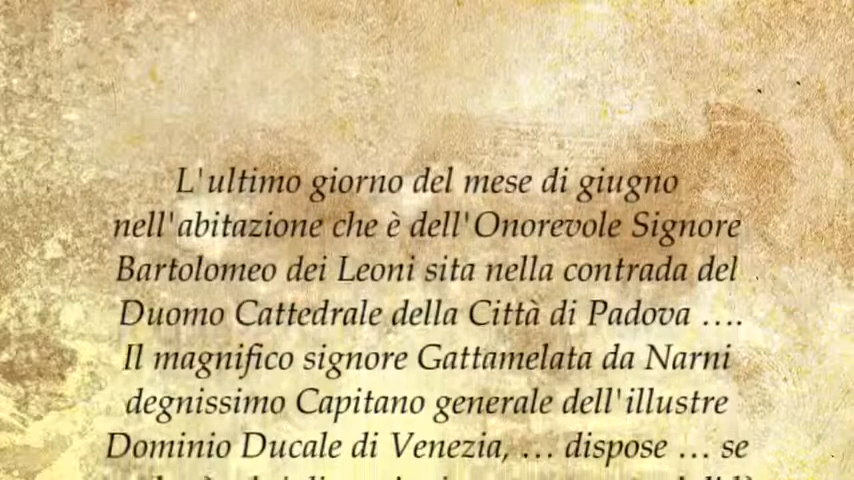 L'ultimo giorno del mese di giugno
nell'abitazione che è dell'Onorevole Signore
Bartolomeo dei Leoni sita nella contrada del
Duomo Cattedrale della Città di Padova ….
Il magnifico signore Gattamelata da Narni
degnissimo Capitano generale dell'illustre
Dominio Ducale di Venezia, … dispose … se